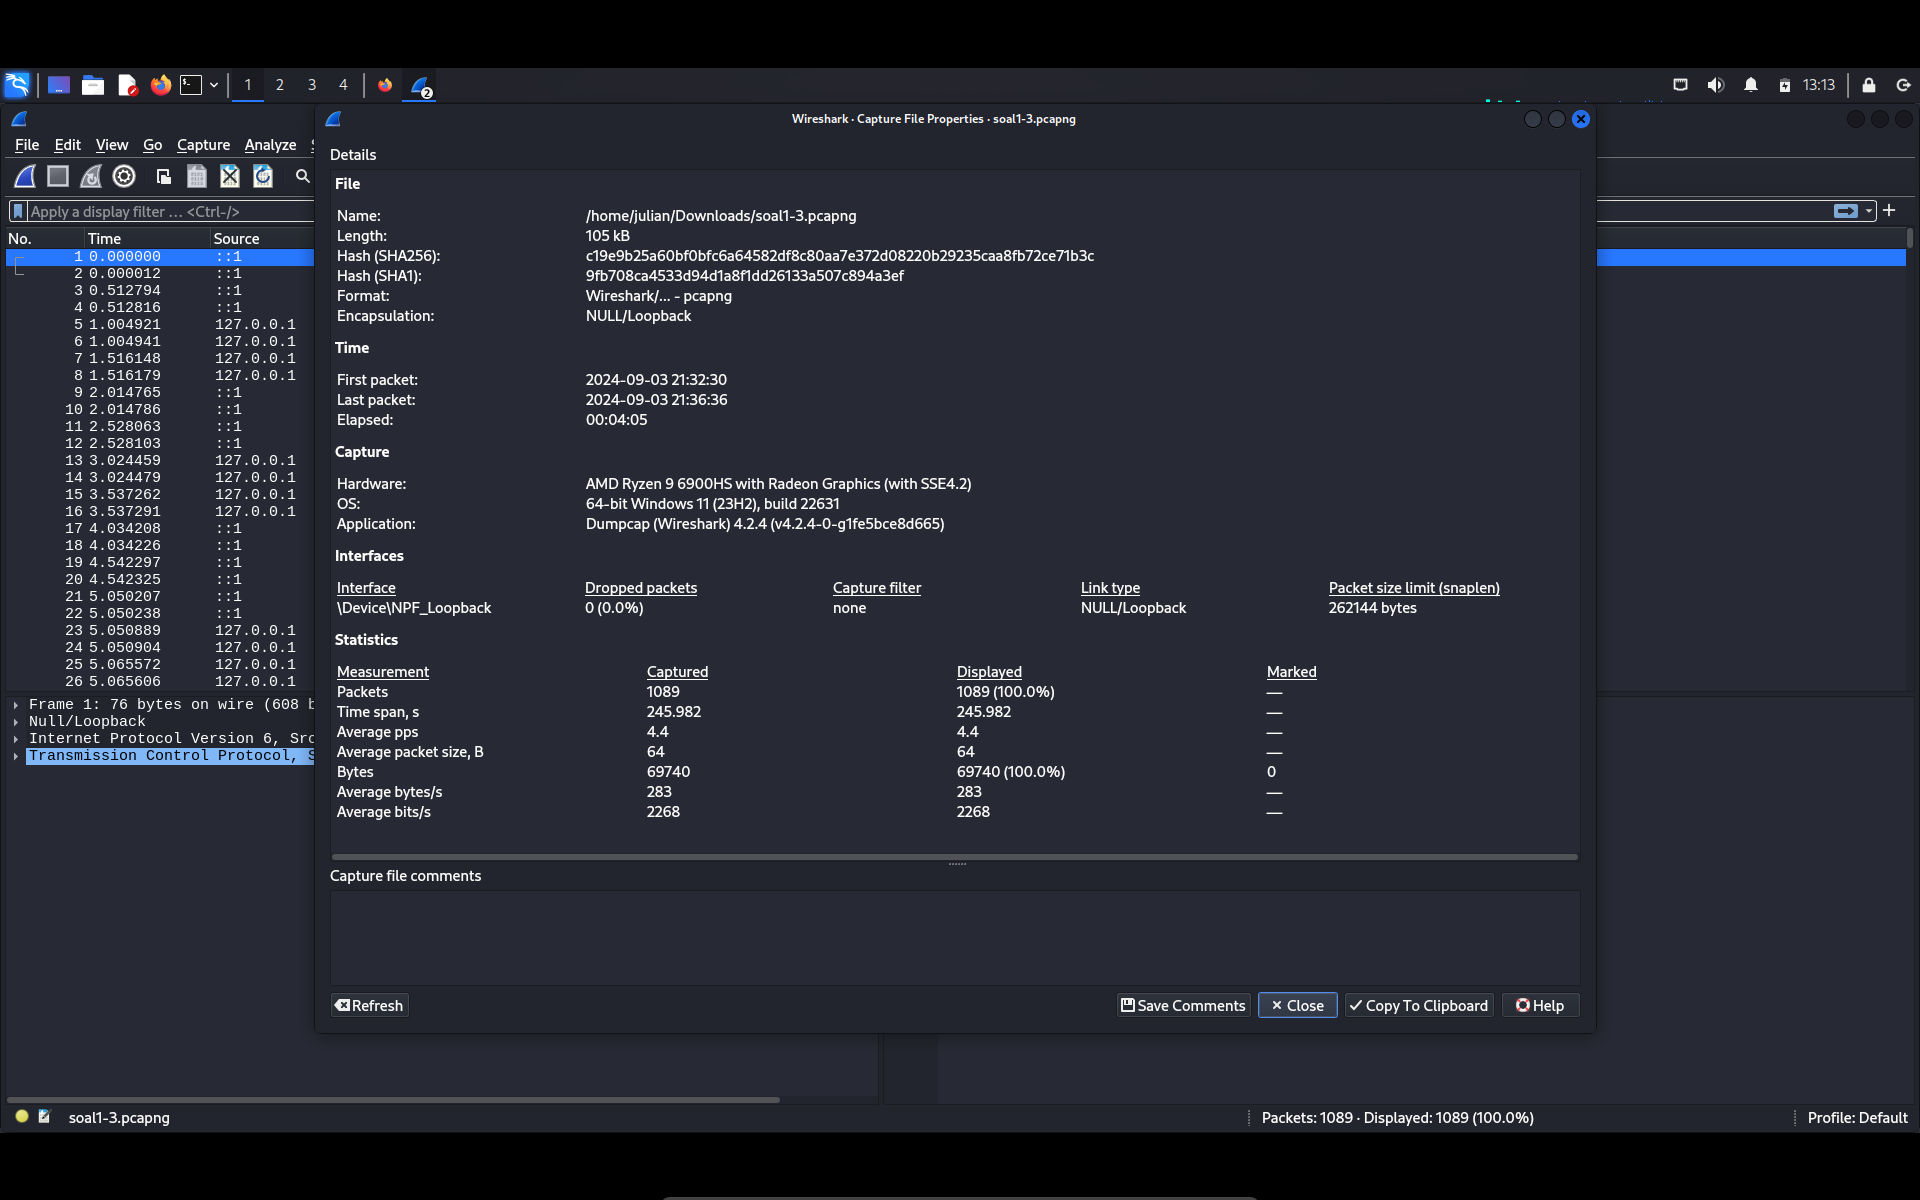 1 2 3 4
2
13:13
Wireshark · Capture File Properties · soal1-3.pcapng
File Edit View Go Capture Analyze
Apply a display filter … <Ctrl-/>
No. Time Source
1 0.000000 ::1
2 0.000012 ::1
3 0.512794 ::1
4 0.512816 ::1
5 1.004921 127.0.0.1
6 1.004941 127.0.0.1
7 1.516148 127.0.0.1
8 1.516179 127.0.0.1
9 2.014765 ::1
10 2.014786 ::1
11 2.528063 ::1
12 2.528103 ::1
13 3.024459 127.0.0.1
14 3.024479 127.0.0.1
15 3.537262 127.0.0.1
16 3.537291 127.0.0.1
17 4.034208 ::1
18 4.034226 ::1
19 4.542297 ::1
20 4.542325 ::1
21 5.050207 ::1
22 5.050238 ::1
23 5.050889 127.0.0.1
24 5.050904 127.0.0.1
25 5.065572 127.0.0.1
26 5.065606 127.0.0.1
Frame 1: 76 bytes on wire (608 b
Null/Loopback
Internet Protocol Version 6, Src
Transmission Control Protocol, S
Details
File
Name: /home/julian/Downloads/soal1-3.pcapng
Length: 105 kB
Hash (SHA256): c19e9b25a60bf0bfc6a64582df8c80aa7e372d08220b29235caa8fb72ce71b3c
Hash (SHA1): 9fb708ca4533d94d1a8f1dd26133a507c894a3ef
Format: Wireshark/... - pcapng
Encapsulation: NULL/Loopback
Time
First packet: 2024-09-03 21:32:30
Last packet: 2024-09-03 21:36:36
Elapsed: 00:04:05
Capture
Hardware: AMD Ryzen 9 6900HS with Radeon Graphics (with SSE4.2)
OS: 64-bit Windows 11 (23H2), build 22631
Application: Dumpcap (Wireshark) 4.2.4 (v4.2.4-0-g1fe5bce8d665)
Interfaces
Interface Dropped packets Capture filter Link type Packet size limit (snaplen)
\Device\NPF_Loopback 0 (0.0%) none NULL/Loopback 262144 bytes
Statistics
Measurement Captured Displayed Marked
Packets 1089 1089 (100.0%) —
Time span, s 245.982 245.982 —
Average pps 4.4 4.4 —
Average packet size, B 64 64 —
Bytes 69740 69740 (100.0%) 0
Average bytes/s 283 283 —
Average bits/s 2268 2268 —
Capture file comments
Refresh Save Comments Close Copy To Clipboard Help
soal1-3.pcapng Packets: 1089 · Displayed: 1089 (100.0%) Profile: Default